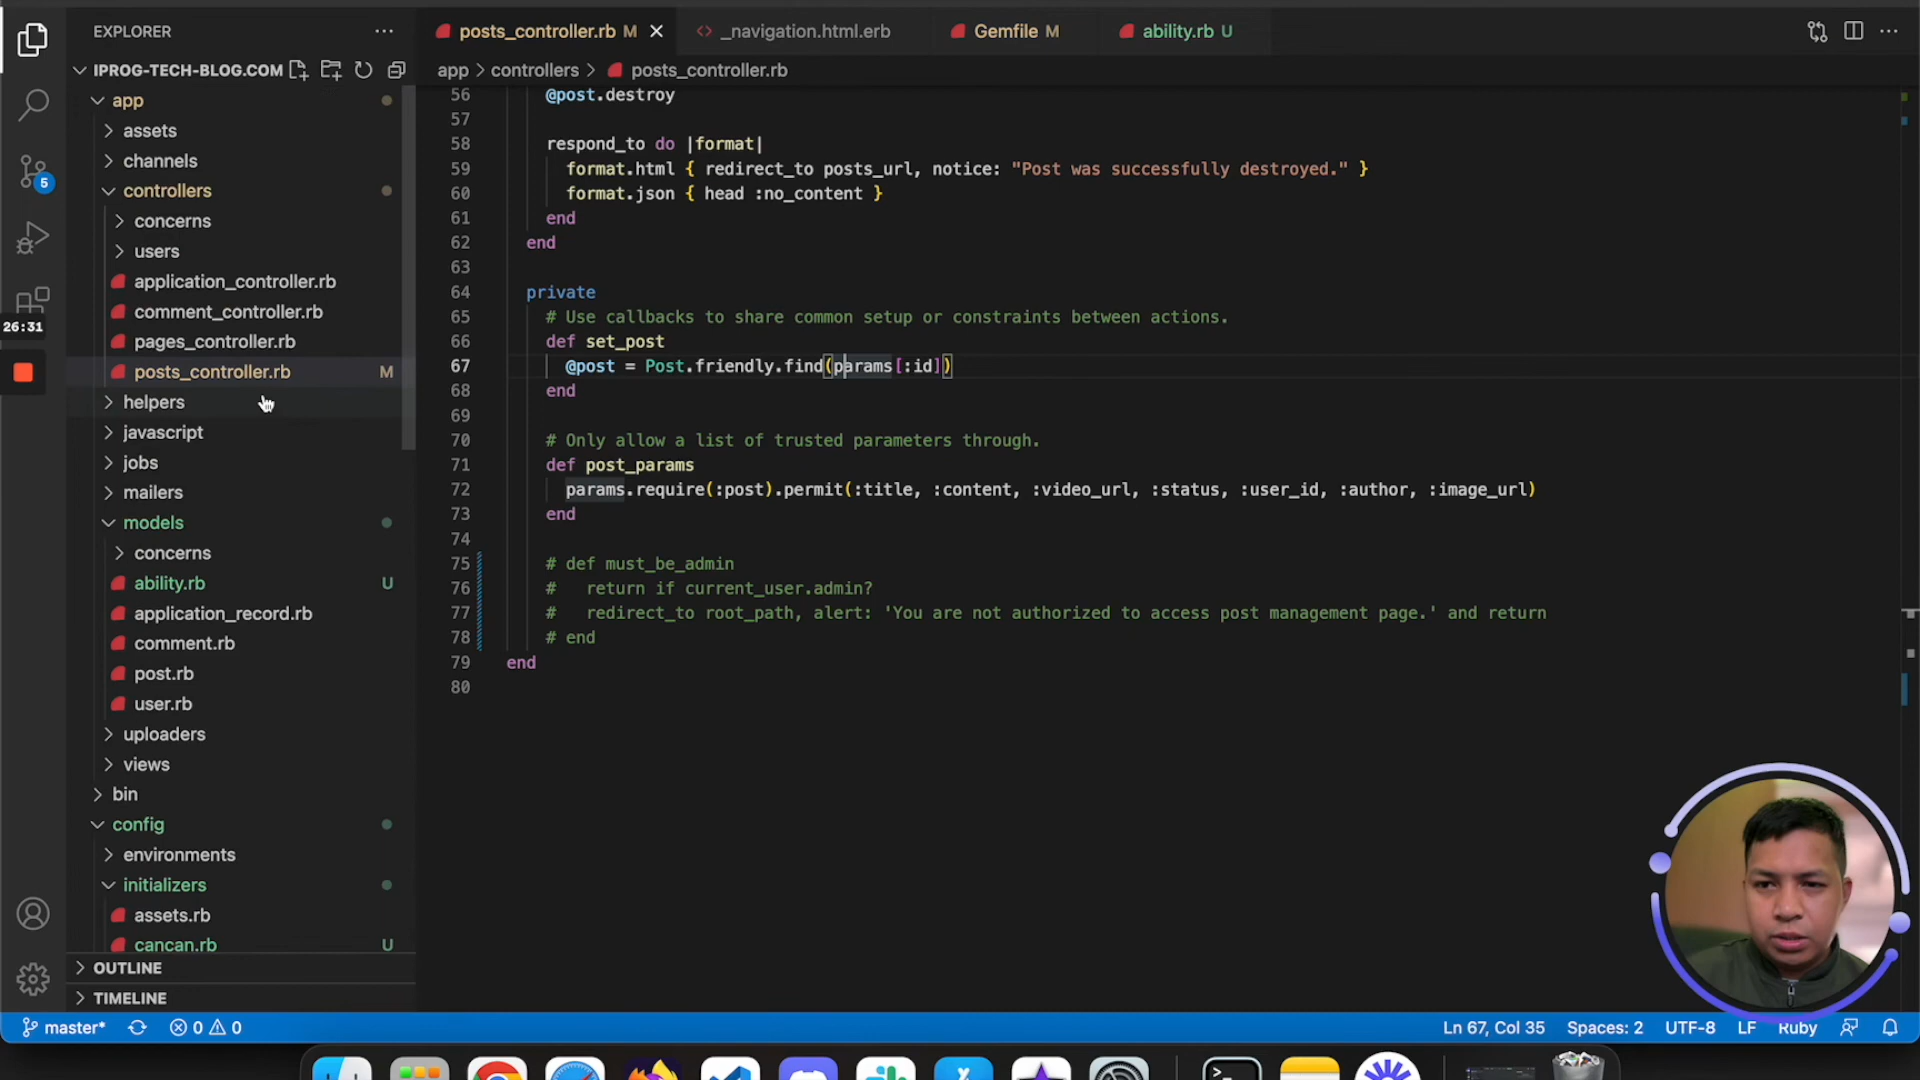 EXPLORER
posts_controller.rb M
_navigation.html.erb
Gemfile M
ability.rb U
IPROG-TECH-BLOG.COM
app > controllers > posts_controller.rb
app
assets
channels
controllers
concerns
users
application_controller.rb
comment_controller.rb
pages_controller.rb
posts_controller.rb M
helpers
javascript
jobs
mailers
models
concerns
ability.rb U
application_record.rb
comment.rb
post.rb
user.rb
uploaders
views
bin
config
environments
initializers
assets.rb
cancan.rb U
OUTLINE
TIMELINE
5
26:31
56 @post.destroy
57
58 respond_to do |format|
59 format.html { redirect_to posts_url, notice: "Post was successfully destroyed." }
60 format.json { head :no_content }
61 end
62 end
63
64 private
65 # Use callbacks to share common setup or constraints between actions.
66 def set_post
67 @post = Post.friendly.find(params[:id])
68 end
69
70 # Only allow a list of trusted parameters through.
71 def post_params
72 params.require(:post).permit(:title, :content, :video_url, :status, :user_id, :author, :image_url)
73 end
74
75 # def must_be_admin
76 #   return if current_user.admin?
77 #   redirect_to root_path, alert: 'You are not authorized to access post management page.' and return
78 # end
79 end
80
master* 0 0 Ln 67, Col 35 Spaces: 2 UTF-8 LF Ruby